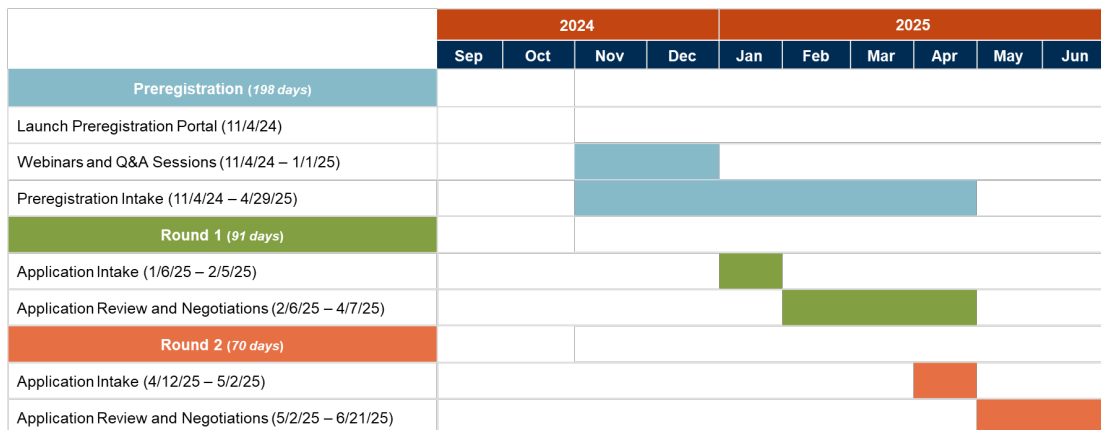 2024 2025
Sep Oct Nov Dec Jan Feb Mar Apr May Jun
Preregistration (198 days)
Launch Preregistration Portal (11/4/24)
Webinars and Q&A Sessions (11/4/24 – 1/1/25)
Preregistration Intake (11/4/24 – 4/29/25)
Round 1 (91 days)
Application Intake (1/6/25 – 2/5/25)
Application Review and Negotiations (2/6/25 – 4/7/25)
Round 2 (70 days)
Application Intake (4/12/25 – 5/2/25)
Application Review and Negotiations (5/2/25 – 6/21/25)